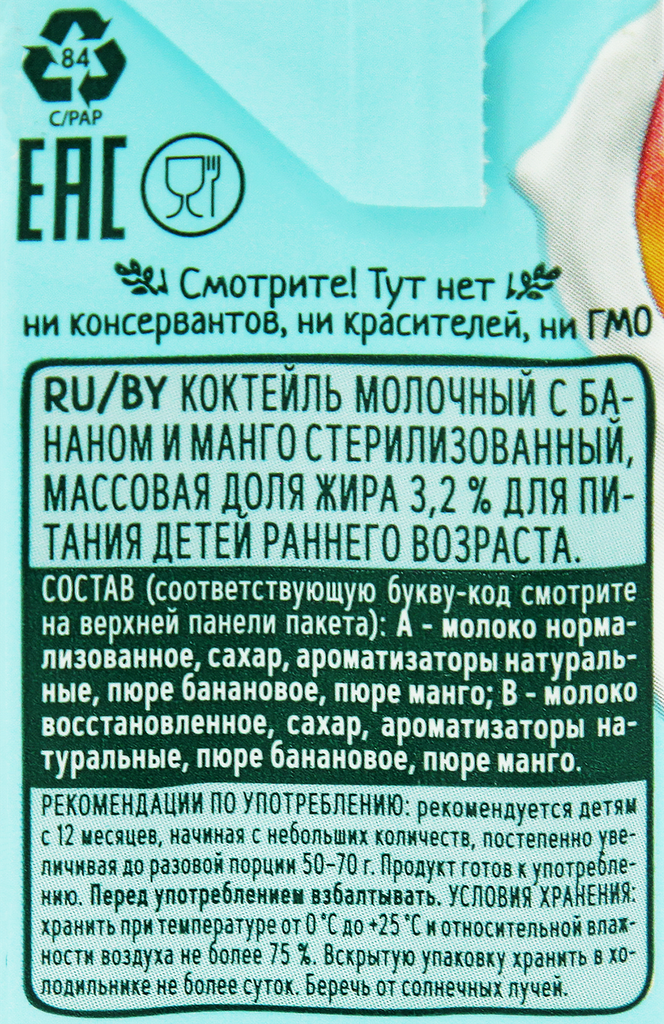 84
C/PAP
EAC
Смотрите! Тут нет
ни консервантов, ни красителей, ни ГМО
RU/BY КОКТЕЙЛЬ МОЛОЧНЫЙ С БА-
НАНОМ И МАНГО СТЕРИЛИЗОВАННЫЙ,
МАССОВАЯ ДОЛЯ ЖИРА 3,2 % ДЛЯ ПИ-
ТАНИЯ ДЕТЕЙ РАННЕГО ВОЗРАСТА.
СОСТАВ (соответствующую букву-код смотрите
на верхней панели пакета): А - молоко норма-
лизованное, сахар, ароматизаторы натураль-
ные, пюре банановое, пюре манго; В - молоко
восстановленное, сахар, ароматизаторы на-
туральные, пюре банановое, пюре манго.
РЕКОМЕНДАЦИИ ПО УПОТРЕБЛЕНИЮ: рекомендуется детям
с 12 месяцев, начиная с небольших количеств, постепенно уве-
личивая до разовой порции 50-70 г. Продукт готов к употребле-
нию. Перед употреблением взбалтывать. УСЛОВИЯ ХРАНЕНИЯ:
хранить при температуре от 0 °С до +25 °С и относительной влаж-
ности воздуха не более 75 %. Вскрытую упаковку хранить в хо-
лодильнике не более суток. Беречь от солнечных лучей.